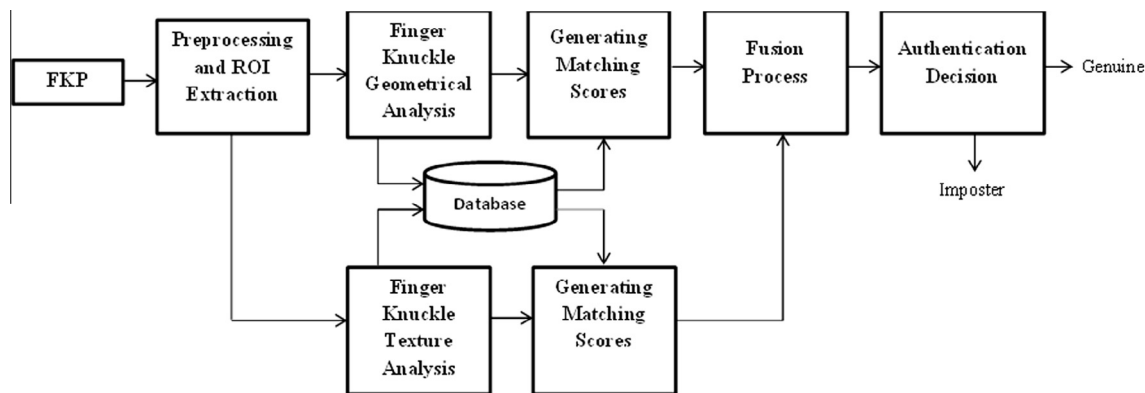 FKP
Preprocessing
and ROI
Extraction
Finger
Knuckle
Geometrical
Analysis
Generating
Matching
Scores
Fusion
Process
Authentication
Decision
Genuine
Imposter
Database
Finger
Knuckle
Texture
Analysis
Generating
Matching
Scores